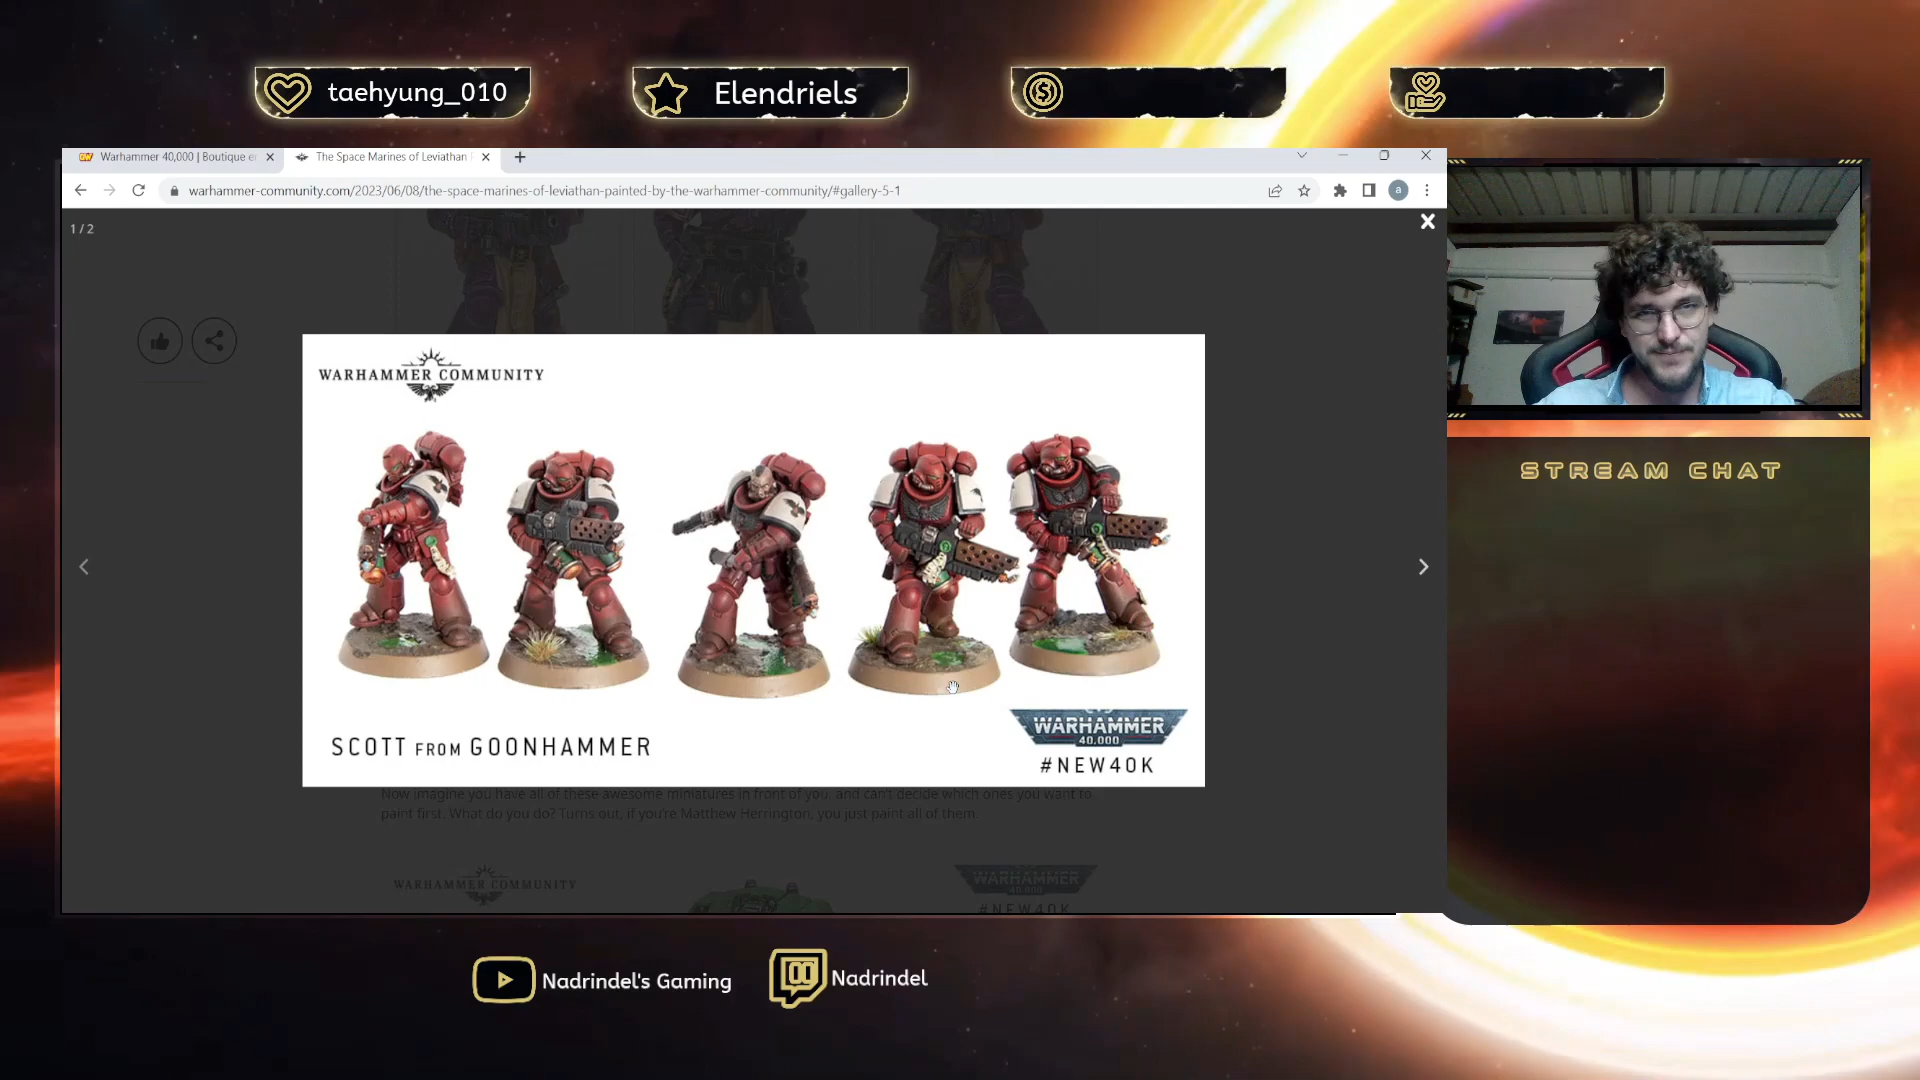 taehyung_010
Elendriels
Warhammer 40,000 | Boutique en
The Space Marines of Leviathan
warhammer-community.com/2023/06/08/the-space-marines-of-leviathan-painted-by-the-warhammer-community/#gallery-5-1
a
1 / 2
WARHAMMER COMMUNITY
STREAM CHAT
WARHAMMER
40,000
SCOTT FROM GOONHAMMER
#NEW40K
Now imagine you have all of these awesome miniatures in front of you, and can't decide which ones you want to
paint first. What do you do? Turns out, if you're Matthew Herrington, you just paint all of them.
WARHAMMER COMMUNITY
WARHAMMER
40,000
#NEW40K
Nadrindel's Gaming
Nadrindel